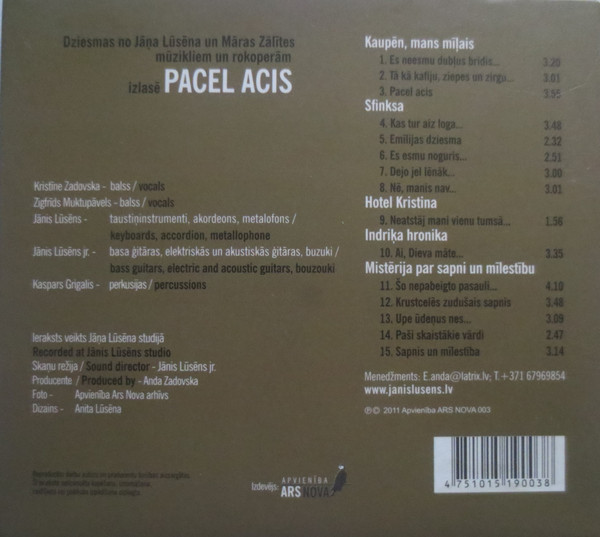 Dziesmas no Jāņa Lūsēna un Māras Zālītes
mūzikliem un rokoperām
izlasē PACEL ACIS
Kristīne Zadovska - balss / vocals
Zigfrīds Muktupāvels - balss / vocals
Jānis Lūsēns - taustiņinstrumenti, akordeons, metalofons /
keyboards, accordion, metallophone
Jānis Lūsēns jr. - basa ģitāras, elektriskās un akustiskās ģitāras, buzuki /
bass guitars, electric and acoustic guitars, bouzouki
Kaspars Grigalis - perkusijas / percussions
Ieraksts veikts Jāņa Lūsēna studijā
Recorded at Jānis Lūsēns studio
Skaņu režija / Sound director - Jānis Lūsēns jr.
Producente / Produced by - Anda Zadovska
Foto - Apvienība Ars Nova arhīvs
Dizains - Anita Lūsēna
Izdevējs: APVIENĪBA
ARS NOVA
Kaupēn, mans mīļais
1. Es neesmu dubļus bridis... 3.20
2. Tā kā kafiju, ziepes un zirgu... 3.01
3. Pacel acis 3.55
Sfinksa
4. Kas tur aiz loga... 3.48
5. Emīlijas dziesma 2.32
6. Es esmu noguris... 2.51
7. Dejo jel lēnāk... 3.00
8. Nē, manis nav... 3.01
Hotel Kristina
9. Neatstāj mani vienu tumsā... 1.56
Indriķa hronika
10. Ai, Dieva māte... 3.35
Mistērija par sapni un mīlestību
11. Šo nepabeigto pasauli... 4.10
12. Krustcelēs zudušais sapnis 3.48
13. Upe ūdeņus nes... 3.09
14. Paši skaistākie vārdi 2.47
15. Sapnis un mīlestība 3.14
Menedžments: E.anda@latrix.lv; T.+371 67969854
www.janislusens.lv
℗© 2011 Apvienība ARS NOVA 003
4 751015 190038